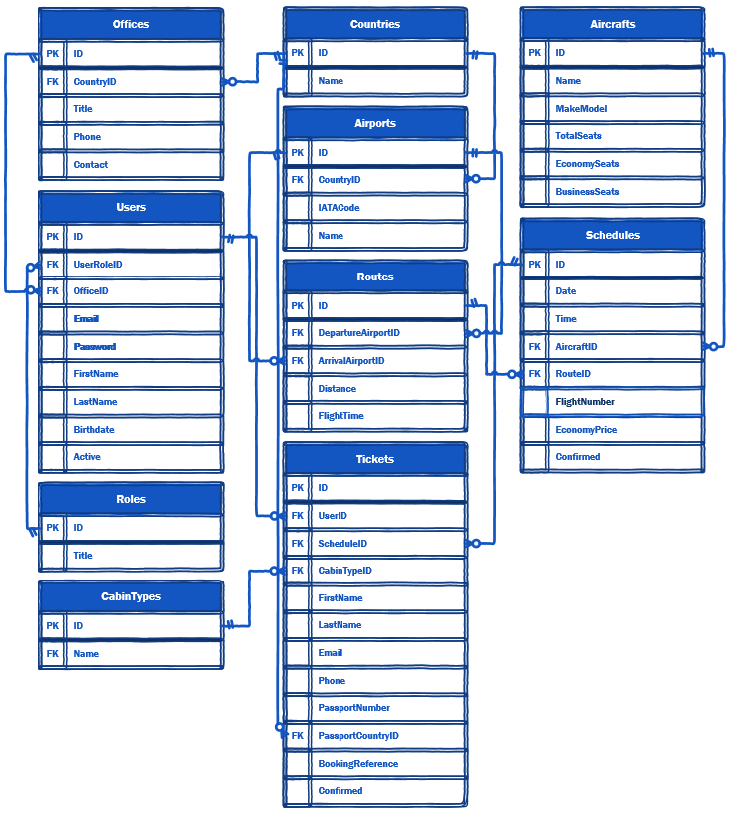 Offices
PK ID
FK CountryID
Title
Phone
Contact
Users
PK ID
FK UserRoleID
FK OfficeID
Email
Password
FirstName
LastName
Birthdate
Active
Roles
PK ID
Title
CabinTypes
PK ID
FK Name
Countries
PK ID
Name
Airports
PK ID
FK CountryID
IATACode
Name
Routes
PK ID
FK DepartureAirportID
FK ArrivalAirportID
Distance
FlightTime
Tickets
PK ID
FK UserID
FK ScheduleID
FK CabinTypeID
FirstName
LastName
Email
Phone
PassportNumber
FK PassportCountryID
BookingReference
Confirmed
Aircrafts
PK ID
Name
MakeModel
TotalSeats
EconomySeats
BusinessSeats
Schedules
PK ID
Date
Time
FK AircraftID
FK RouteID
FlightNumber
EconomyPrice
Confirmed